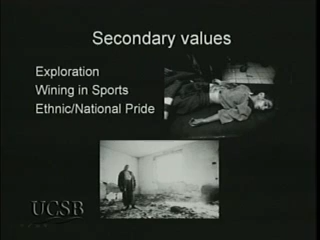 Secondary values
Exploration
Wining in Sports
Ethnic/National Pride
UCSB